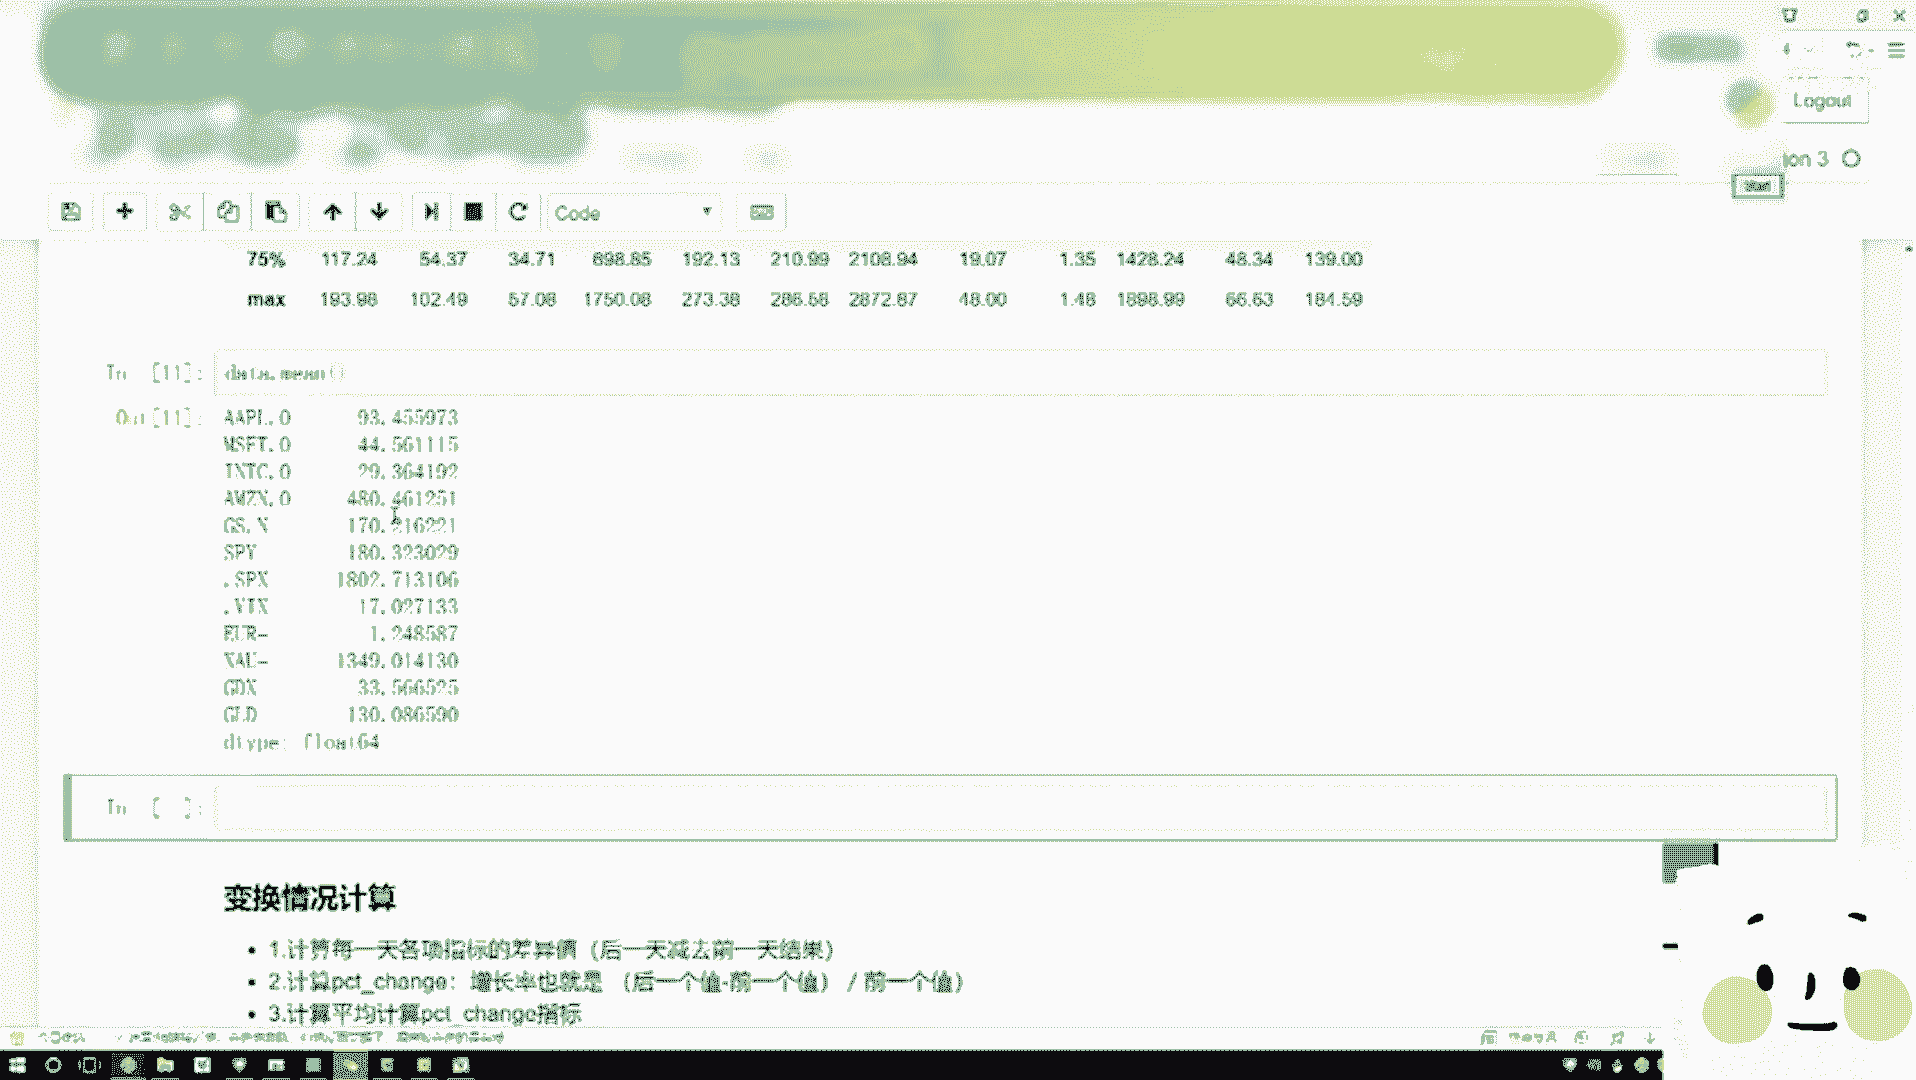 Logout
ion 3
Code
75% 117.24 54.37 34.71 698.85 192.13 210.99 2108.94 19.07 1.35 1428.24 48.34 139.00
max 193.98 102.49 57.08 1750.08 273.38 286.58 2872.87 48.00 1.48 1898.99 66.63 184.59
In [11]: data.mean()
Out[11]: AAPL.O 93.455973
MSFT.O 44.561115
INTC.O 29.364192
AMZN.O 480.461251
GS.N 170.216221
SPY 180.323029
.SPX 1802.713106
.VIX 17.027133
EUR= 1.248587
XAU= 1349.014130
GDX 33.566525
GLD 130.086590
dtype: float64
In [ ]:
变换情况计算
1.计算每一天各项指标的差异值（后一天减去前一天结果）
2.计算pct_change：增长率也就是 （后一个值-前一个值）/ 前一个值）
3.计算平均计算pct_change指标